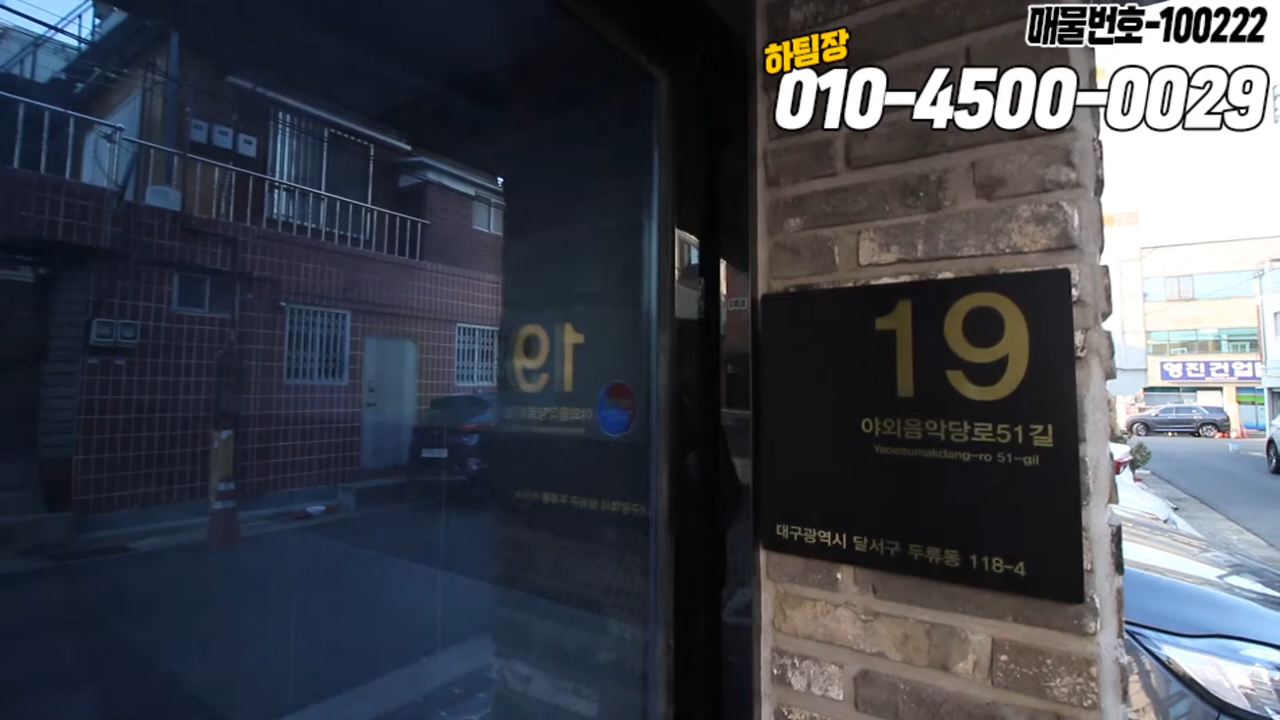 매물번호-100222
하팀장
010-4500-0029
19
야외음악당로51길
Yaoeeumakdang-ro 51-gil
대구광역시 달서구 두류동 118-4
영진건업